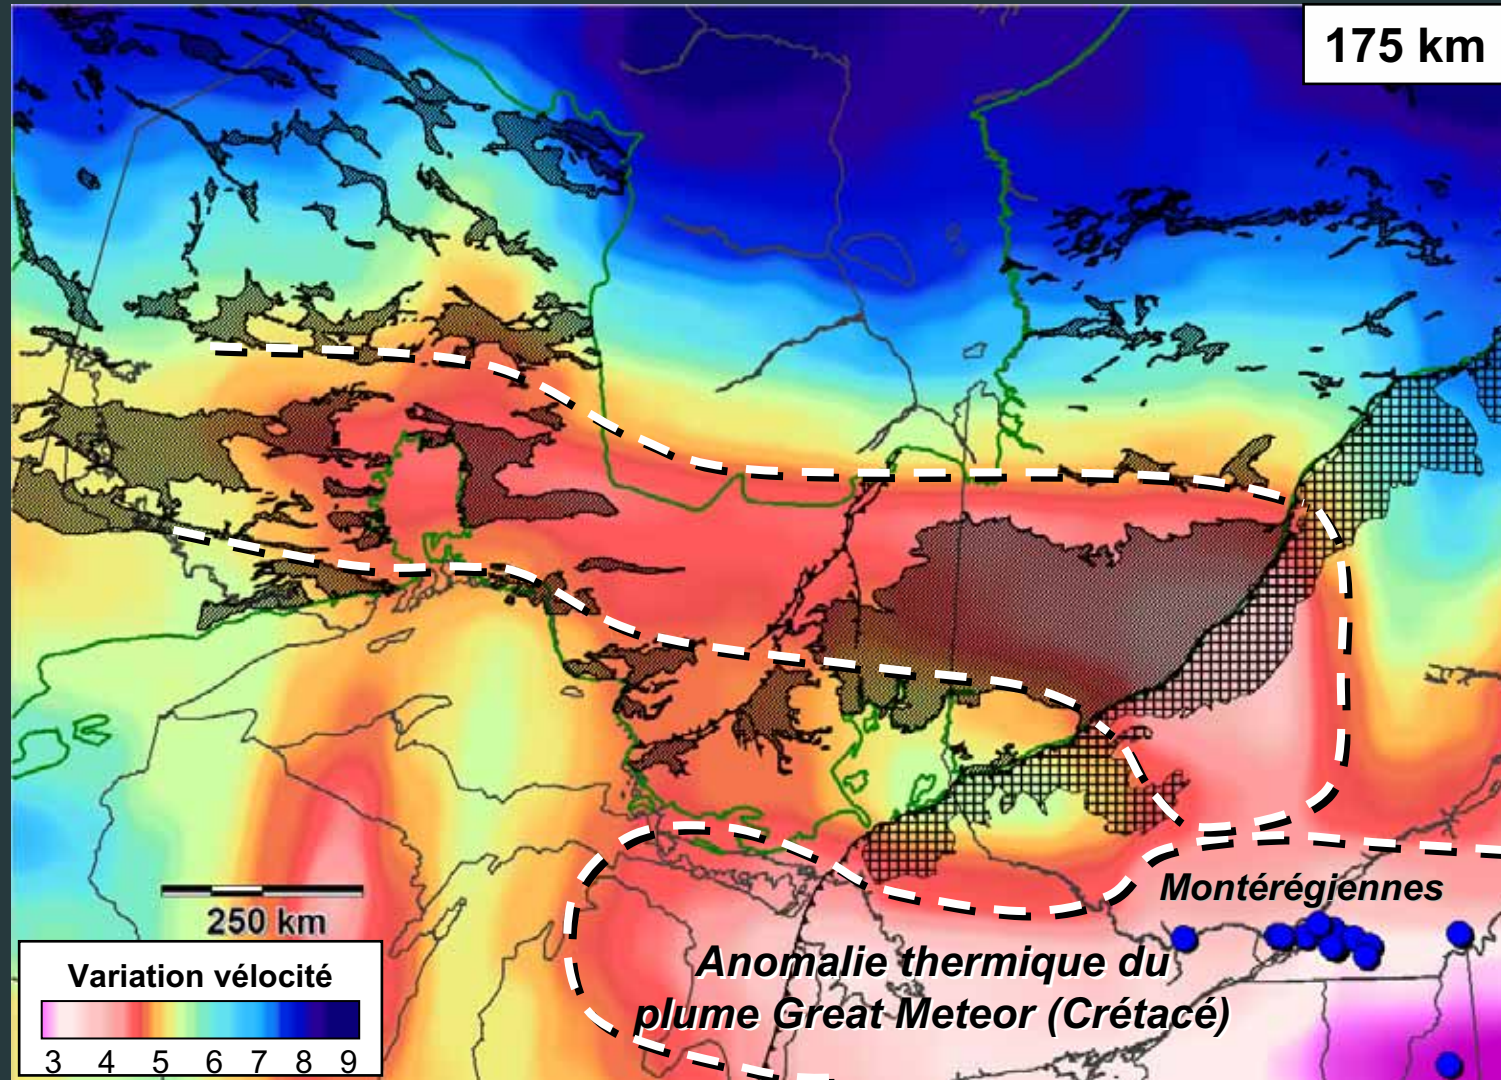 175 km
Montérégiennes
Anomalie thermique du
plume Great Meteor (Crétacé)
250 km
Variation vélocité
3 4 5 6 7 8 9